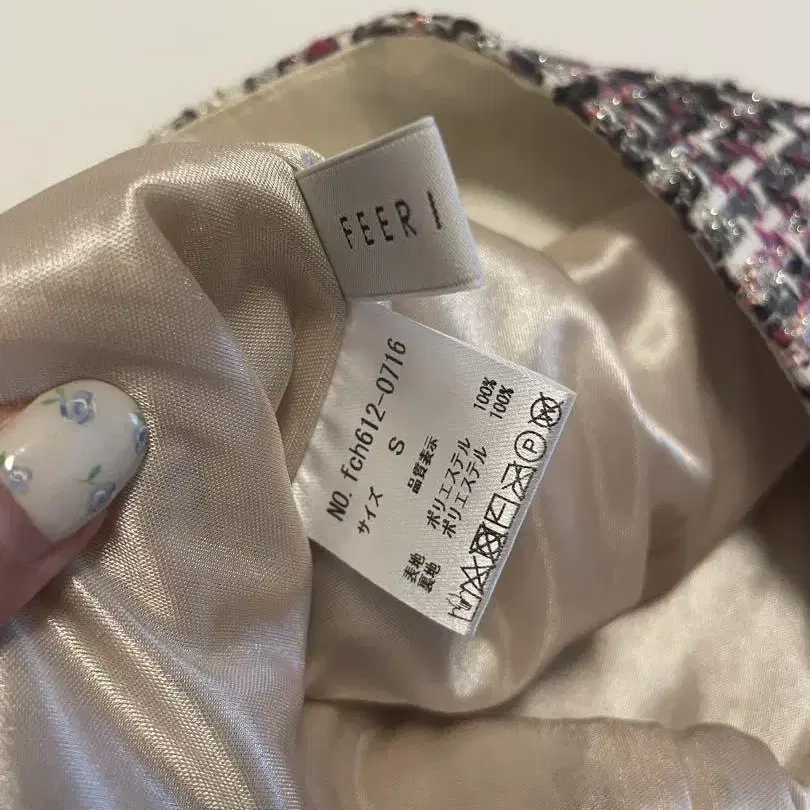 FEERI
NO. fch612-0716
サイズ S
品質表示
表地 ポリエステル 100%
裏地 ポリエステル 100%
P